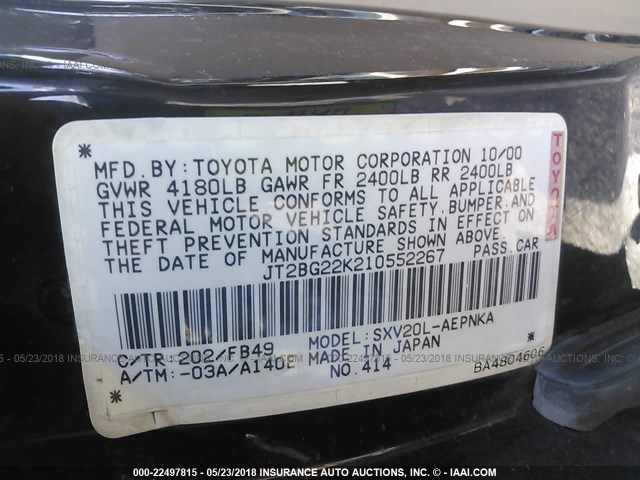 MFD. BY: TOYOTA MOTOR CORPORATION 10/00
GVWR 4180LB GAWR FR 2400LB RR 2400LB
THIS VEHICLE CONFORMS TO ALL APPLICABLE
FEDERAL MOTOR VEHICLE SAFETY, BUMPER, AND
THEFT PREVENTION STANDARDS IN EFFECT ON
THE DATE OF MANUFACTURE SHOWN ABOVE.
JT2BG22K210552267 PASS. CAR
C/TR: 202/FB49 MODEL: SXV20L-AEPNKA
A/TM: -03A/A140E MADE IN JAPAN
NO. 414 BA4804606
TOYOTA
000-22497815 - 05/23/2018 INSURANCE AUTO AUCTIONS, INC. - © IAAI.COM